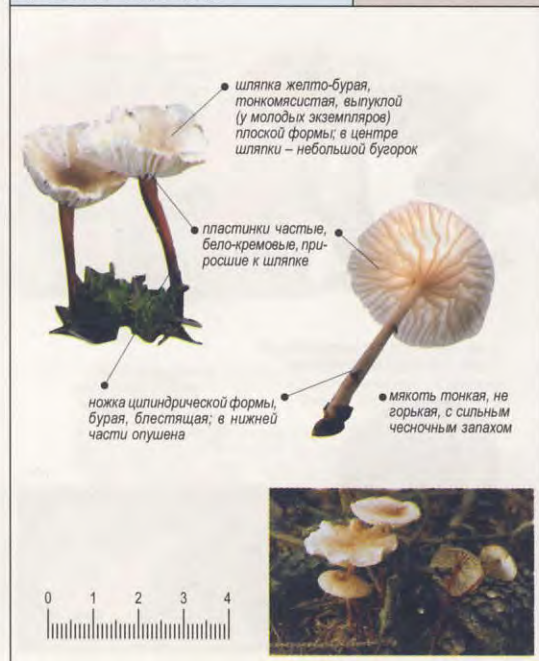 шляпка желто-бурая,
тонкомясистая, выпуклой
(у молодых экземпляров)
плоской формы; в центре
шляпки – небольшой бугорок
пластинки частые,
бело-кремовые, при-
росшие к шляпке
ножка цилиндрической формы,
бурая, блестящая; в нижней
части опушена
мякоть тонкая, не
горькая, с сильным
чесночным запахом
0 1 2 3 4